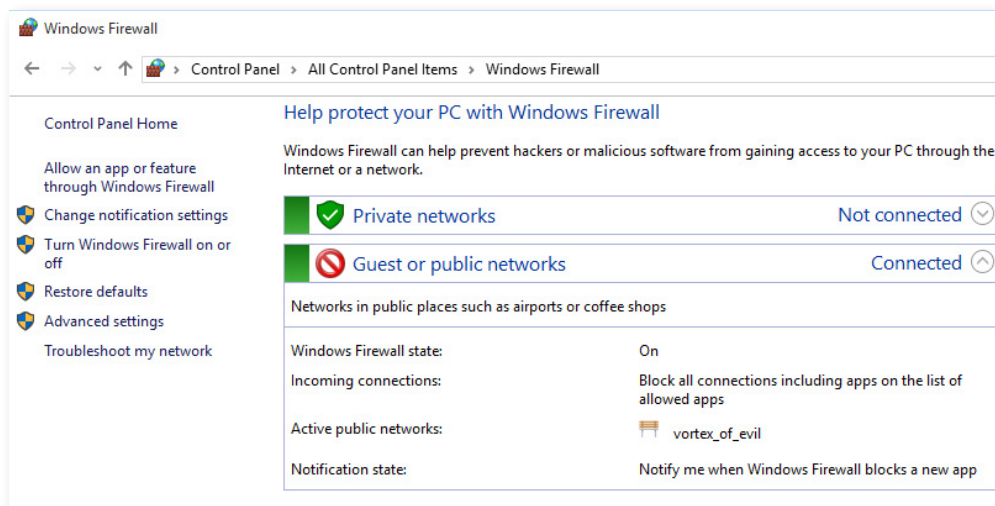 Windows Firewall
Control Panel > All Control Panel Items > Windows Firewall
Control Panel Home
Allow an app or feature
through Windows Firewall
Change notification settings
Turn Windows Firewall on or
off
Restore defaults
Advanced settings
Troubleshoot my network
Help protect your PC with Windows Firewall
Windows Firewall can help prevent hackers or malicious software from gaining access to your PC through the
Internet or a network.
Private networks Not connected
Guest or public networks Connected
Networks in public places such as airports or coffee shops
Windows Firewall state: On
Incoming connections: Block all connections including apps on the list of
allowed apps
Active public networks: vortex_of_evil
Notification state: Notify me when Windows Firewall blocks a new app